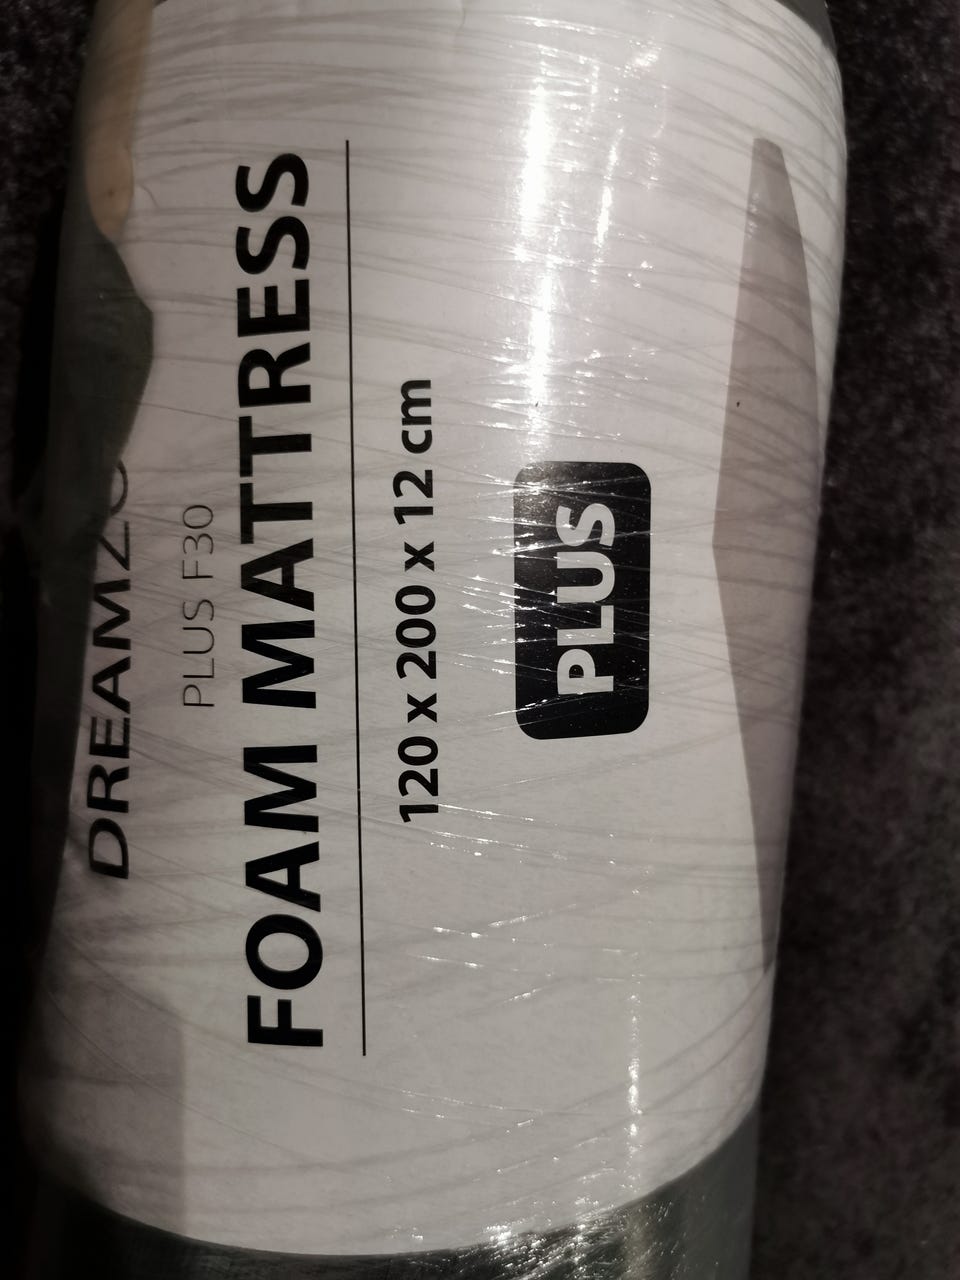 PLUS F30
FOAM MATTRESS
120 x 200 x 12 cm
PLUS